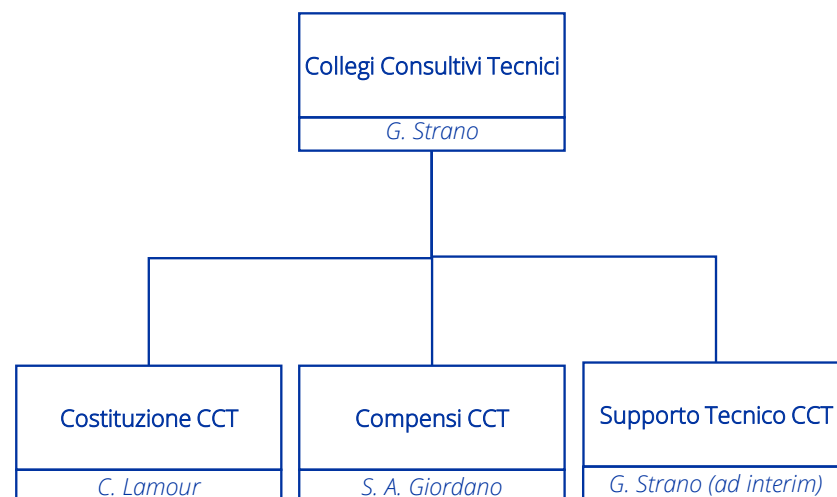 Collegi Consultivi Tecnici
G. Strano
Costituzione CCT
C. Lamour
Compensi CCT
S. A. Giordano
Supporto Tecnico CCT
G. Strano (ad interim)